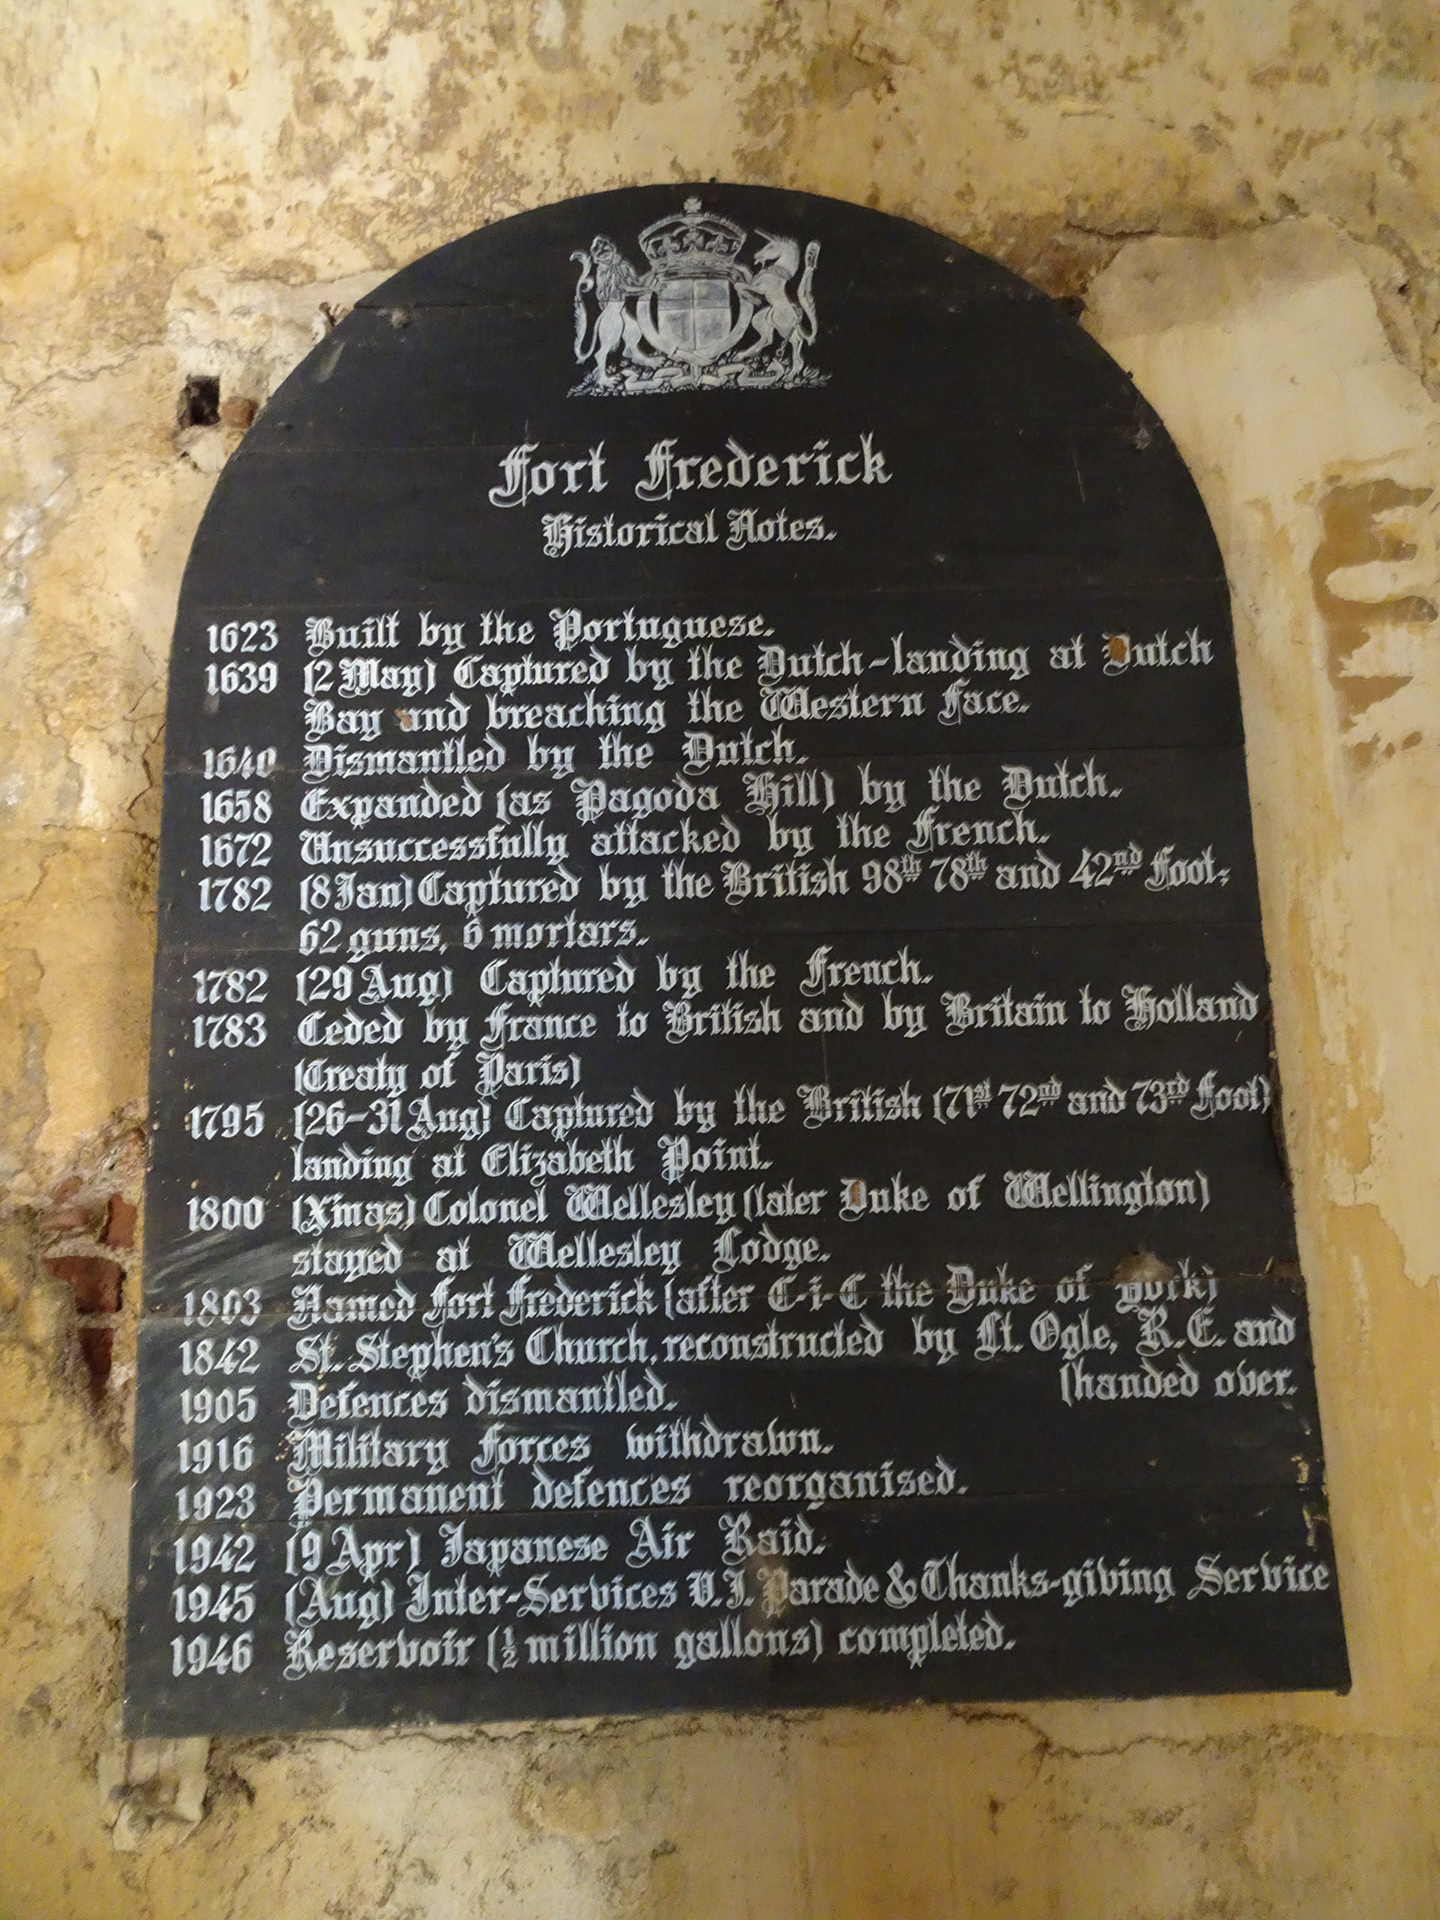 Fort Frederick
Historical Notes.
1623 Built by the Portuguese.
1639 (2 May) Captured by the Dutch-landing at Dutch
Bay and breaching the Western Face.
1640 Dismantled by the Dutch.
1658 Expanded (as Pagoda Hill) by the Dutch.
1672 Unsuccessfully attacked by the French.
1782 (8 Jan) Captured by the British 98th 78th and 42nd Foot;
62 guns, 6 mortars.
1782 (29 Aug) Captured by the French.
1783 Ceded by France to British and by Britain to Holland
(Treaty of Paris)
1795 (26-31 Aug) Captured by the British (71st 72nd and 73rd Foot)
landing at Elizabeth Point.
1800 (Xmas) Colonel Wellesley (later Duke of Wellington)
stayed at Wellesley Lodge.
1803 Named Fort Frederick (after C-i-C the Duke of York)
1842 St. Stephen's Church, reconstructed by Lt. Ogle, R.E. and
(handed over.
1905 Defences dismantled.
1916 Military Forces withdrawn.
1923 Permanent defences reorganised.
1942 (9 Apr) Japanese Air Raid.
1945 (Aug) Inter-Services V.J. Parade & Thanks-giving Service
1946 Reservoir (½ million gallons) completed.